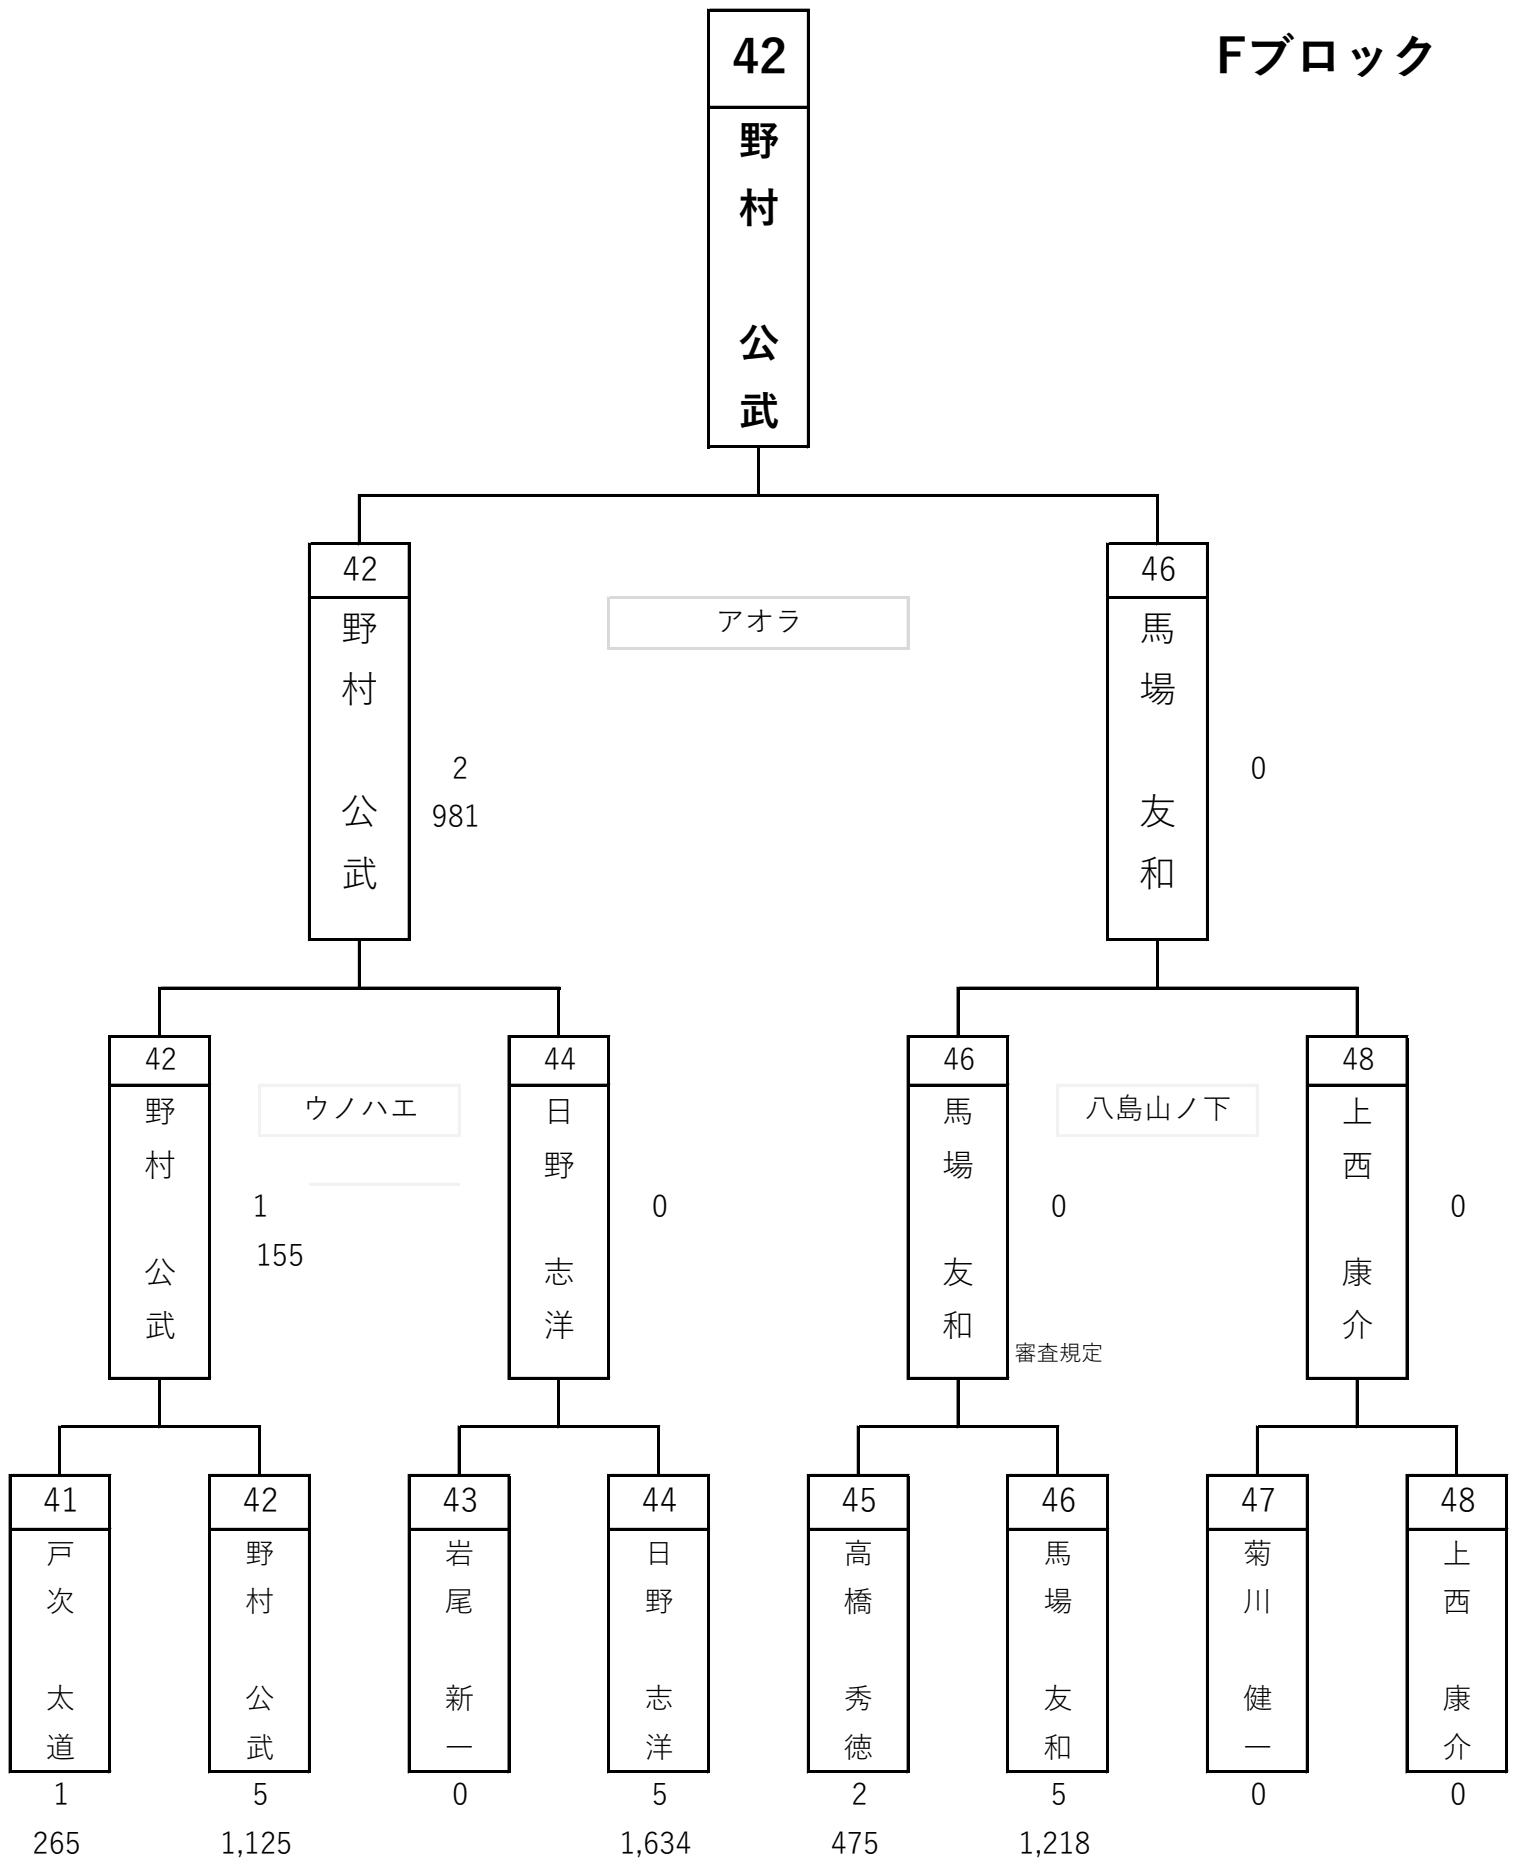 42
Fブロック
野村 公武
42
46
アオラ
野村 公武
馬場 友和
2
0
981
42
44
46
48
ウノハエ
八島山ノ下
野村 公武
日野 志洋
馬場 友和
上西 康介
1
0
0
0
155
審査規定
41
42
43
44
45
46
47
48
戸次 太道
野村 公武
岩尾 新一
日野 志洋
高橋 秀徳
馬場 友和
菊川 健一
上西 康介
1
5
0
5
2
5
0
0
265
1,125
1,634
475
1,218